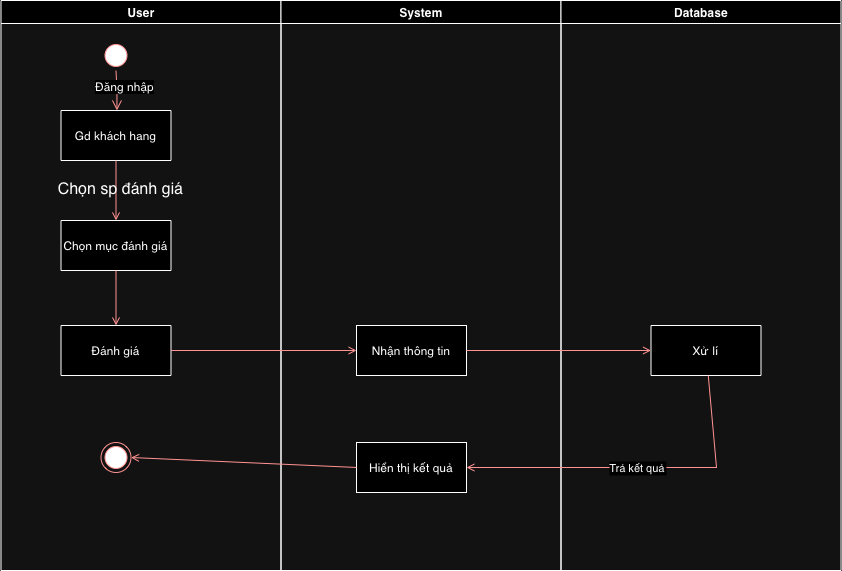 User
System
Database
Đăng nhập
Gd khách hang
Chọn sp đánh giá
Chọn mục đánh giá
Đánh giá
Nhận thông tin
Xử lí
Hiển thị kết quả
Trả kết quả